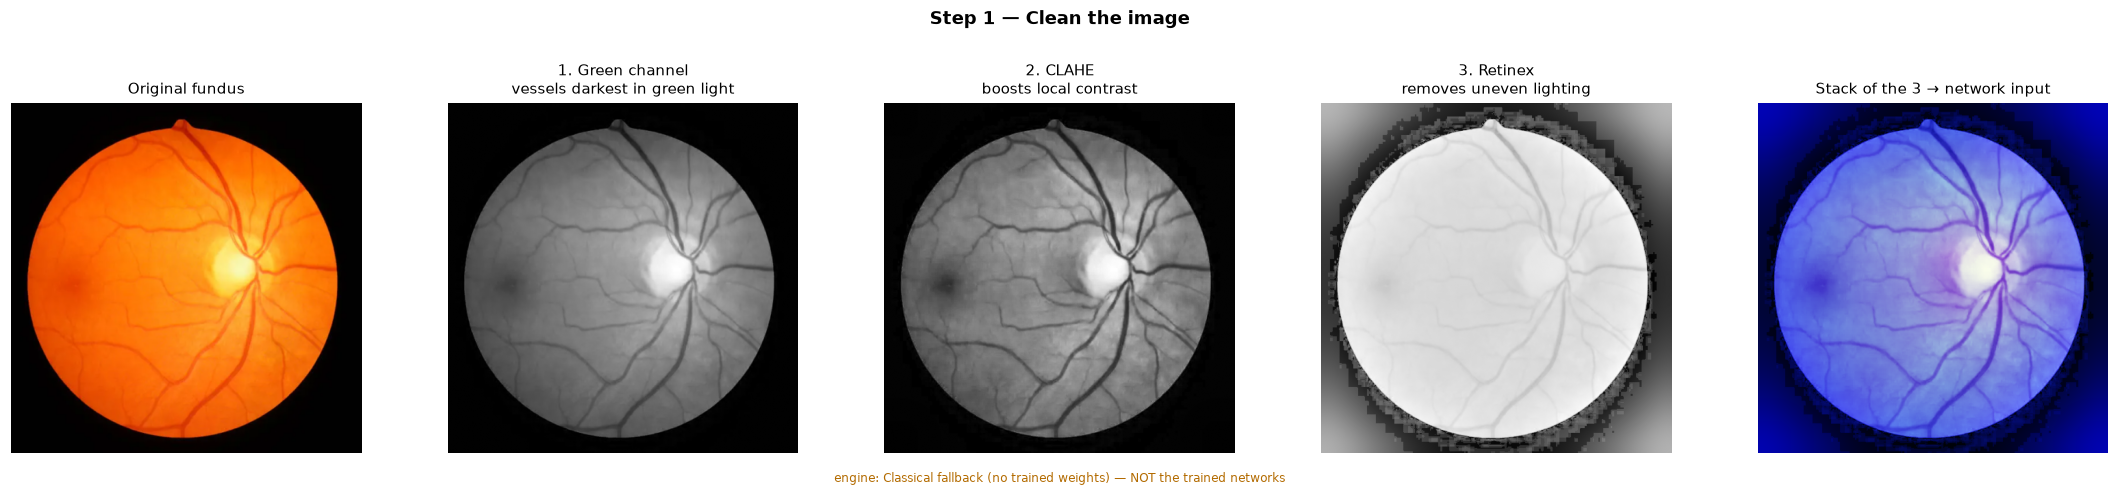 Step 1 — Clean the image
Original fundus
1. Green channel
vessels darkest in green light
2. CLAHE
boosts local contrast
3. Retinex
removes uneven lighting
Stack of the 3 → network input
engine: Classical fallback (no trained weights) — NOT the trained networks